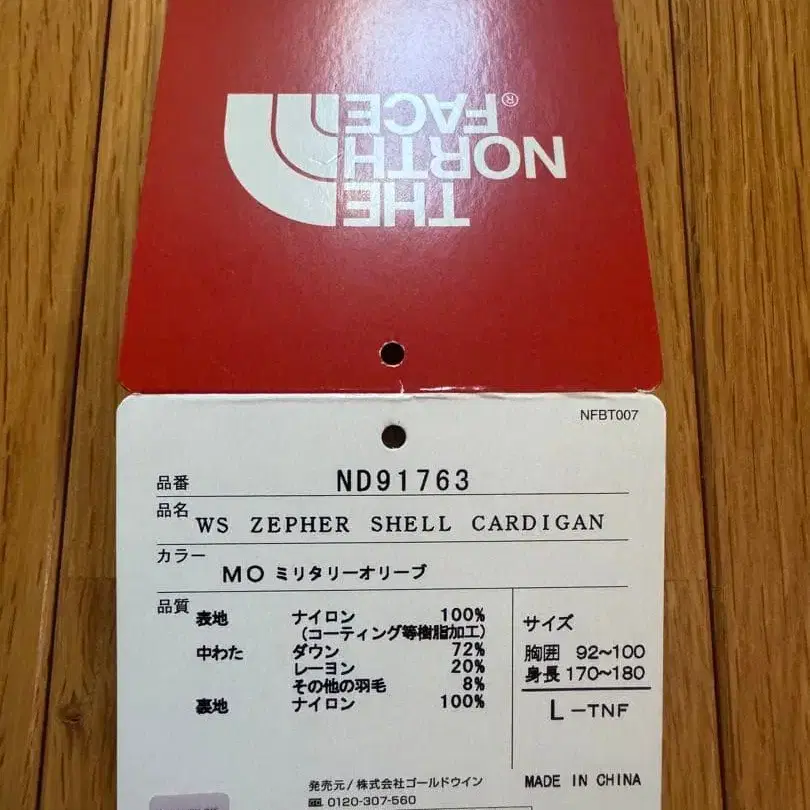 THE
NORTH
FACE®
NFBT007
品番 ND91763
品名 WS ZEPHER SHELL CARDIGAN
カラー MO ミリタリーオリーブ
品質
表地 ナイロン 100%
(コーティング等樹脂加工)
中わた ダウン 72%
レーヨン 20%
その他の羽毛 8%
裏地 ナイロン 100%
サイズ
胸囲 92~100
身長 170~180
L-TNF
発売元/株式会社ゴールドウイン
0120-307-560
MADE IN CHINA